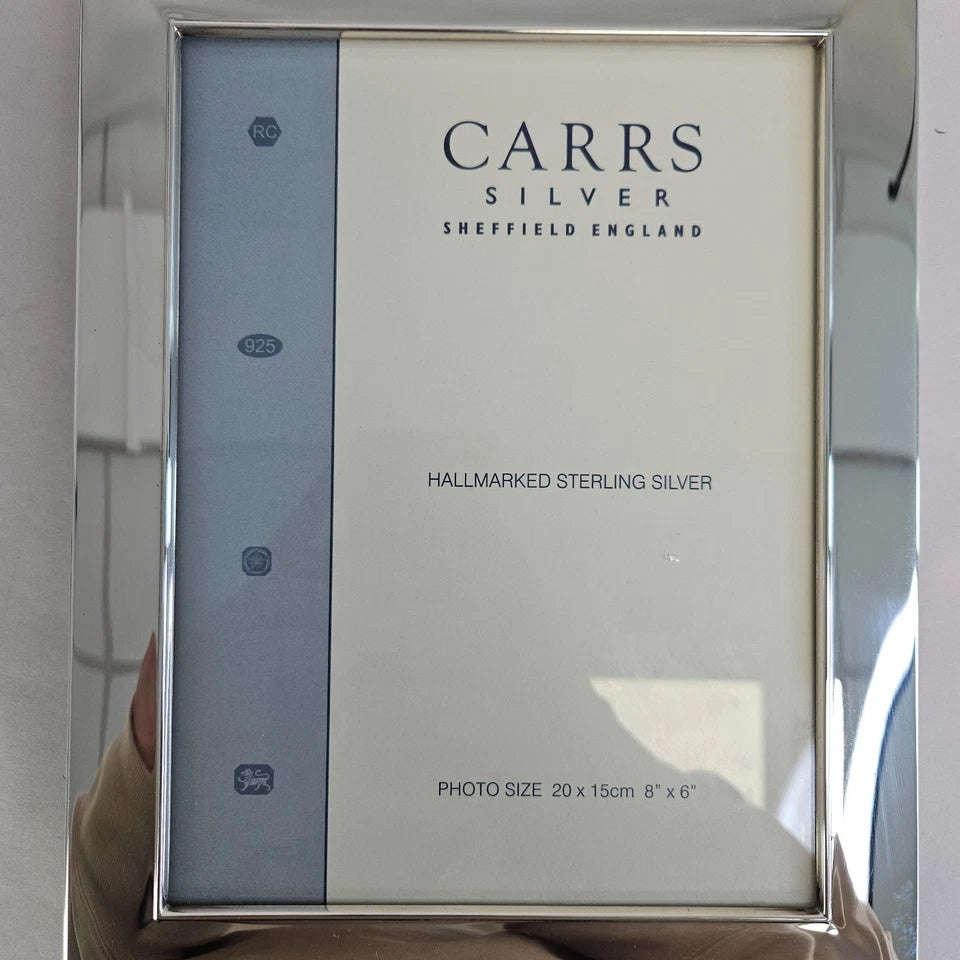 RC
CARRS
SILVER
SHEFFIELD ENGLAND
925
HALLMARKED STERLING SILVER
PHOTO SIZE 20 x 15cm 8" x 6"